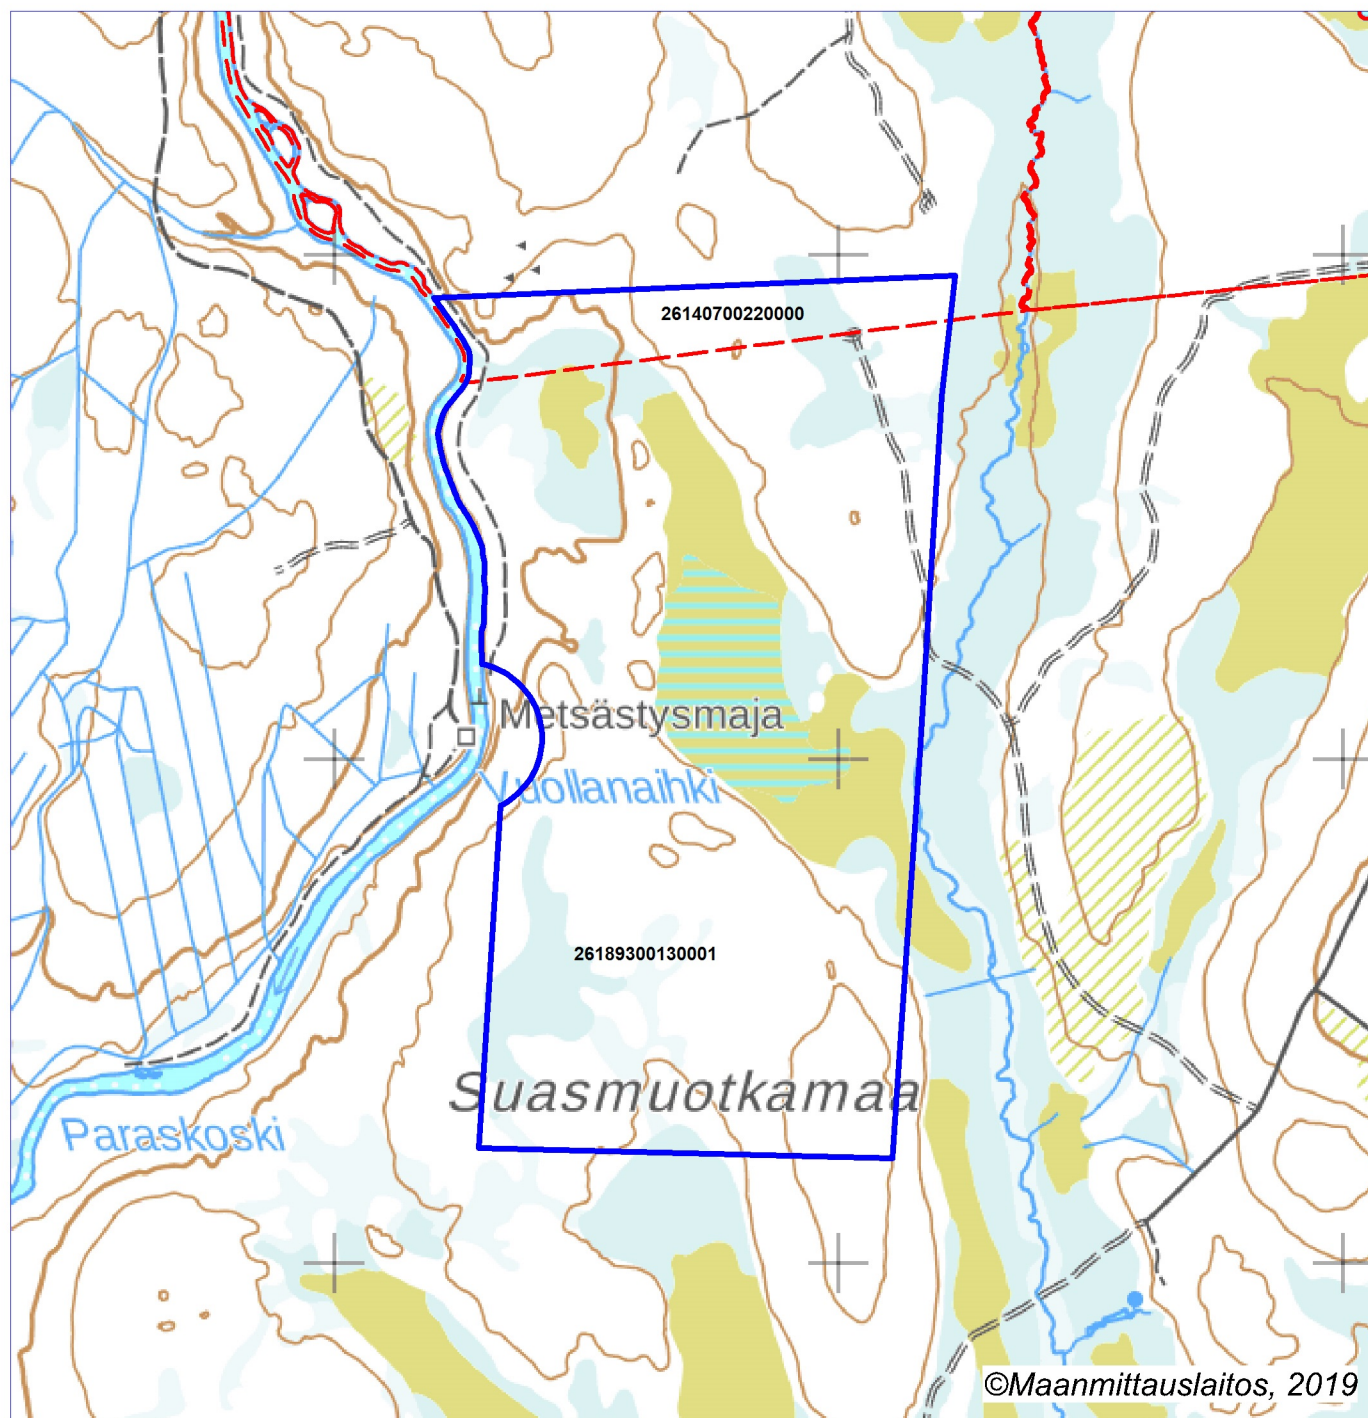 26140700220000
Metsästysmaja
Vuollanaihki
26189300130001
Suasmuotkamaa
Paraskoski
©Maanmittauslaitos, 2019